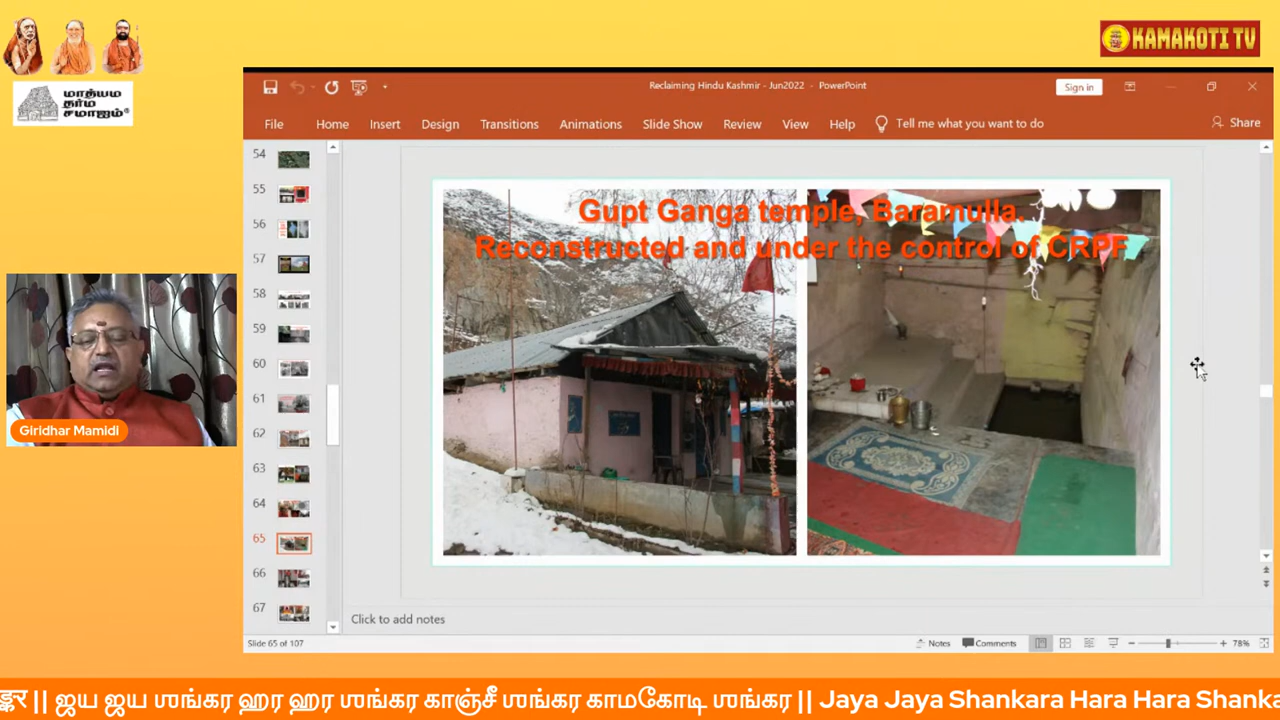 KAMAKOTI TV
மாத்யம
தர்ம
சமாஜம்®
Reclaiming Hindu Kashmir - Jun2022 - PowerPoint
Sign in
File Home Insert Design Transitions Animations Slide Show Review View Help Tell me what you want to do Share
54
55
56
57
58
59
60
61
62
63
64
65
66
67
Gupt Ganga temple, Baramulla.
Reconstructed and under the control of CRPF
Giridhar Mamidi
Click to add notes
Slide 65 of 107 Notes Comments 78%
|| ஜய ஜய ஶங்கர ஹர ஹர ஶங்கர காஞ்சீ ஶங்கர காமகோடி ஶங்கர || Jaya Jaya Shankara Hara Hara Shanka